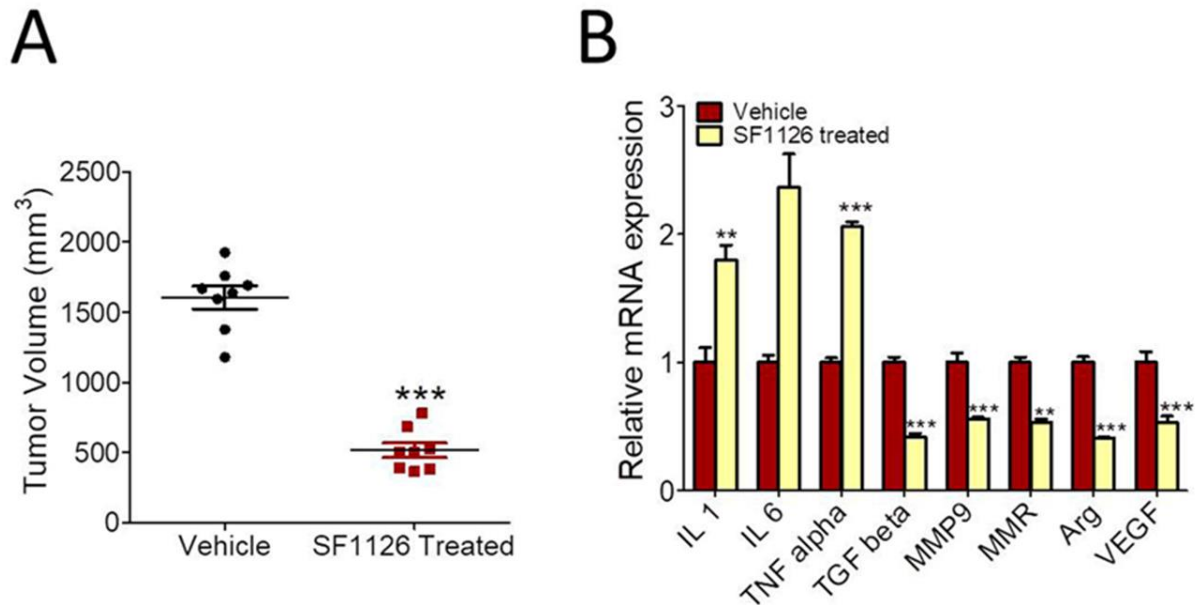 A
Tumor Volume (mm³)
2500
2000
1500
1000
500
0
***
Vehicle
SF1126 Treated
B
Relative mRNA expression
3
2
1
0
Vehicle
SF1126 treated
**
***
***
***
**
***
***
IL 1
IL 6
TNF alpha
TGF beta
MMP9
MMR
Arg
VEGF